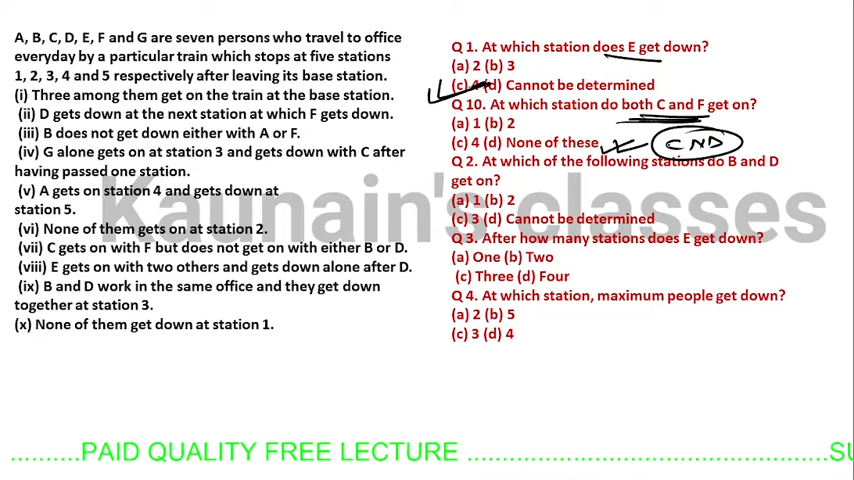 A, B, C, D, E, F and G are seven persons who travel to office
everyday by a particular train which stops at five stations
1, 2, 3, 4 and 5 respectively after leaving its base station.
(i) Three among them get on the train at the base station.
(ii) D gets down at the next station at which F gets down.
(iii) B does not get down either with A or F.
(iv) G alone gets on at station 3 and gets down with C after
having passed one station.
(v) A gets on station 4 and gets down at
station 5.
(vi) None of them gets on at station 2.
(vii) C gets on with F but does not get on with either B or D.
(viii) E gets on with two others and gets down alone after D.
(ix) B and D work in the same office and they get down
together at station 3.
(x) None of them get down at station 1.
Q 1. At which station does E get down?
(a) 2 (b) 3
(c) 4 (d) Cannot be determined
Q 10. At which station do both C and F get on?
(a) 1 (b) 2
(c) 4 (d) None of these
CND
Q 2. At which of the following stations do B and D
get on?
(a) 1 (b) 2
(c) 3 (d) Cannot be determined
Q 3. After how many stations does E get down?
(a) One (b) Two
(c) Three (d) Four
Q 4. At which station, maximum people get down?
(a) 2 (b) 5
(c) 3 (d) 4
Kaunain's classes
..........PAID QUALITY FREE LECTURE ...................................................SU